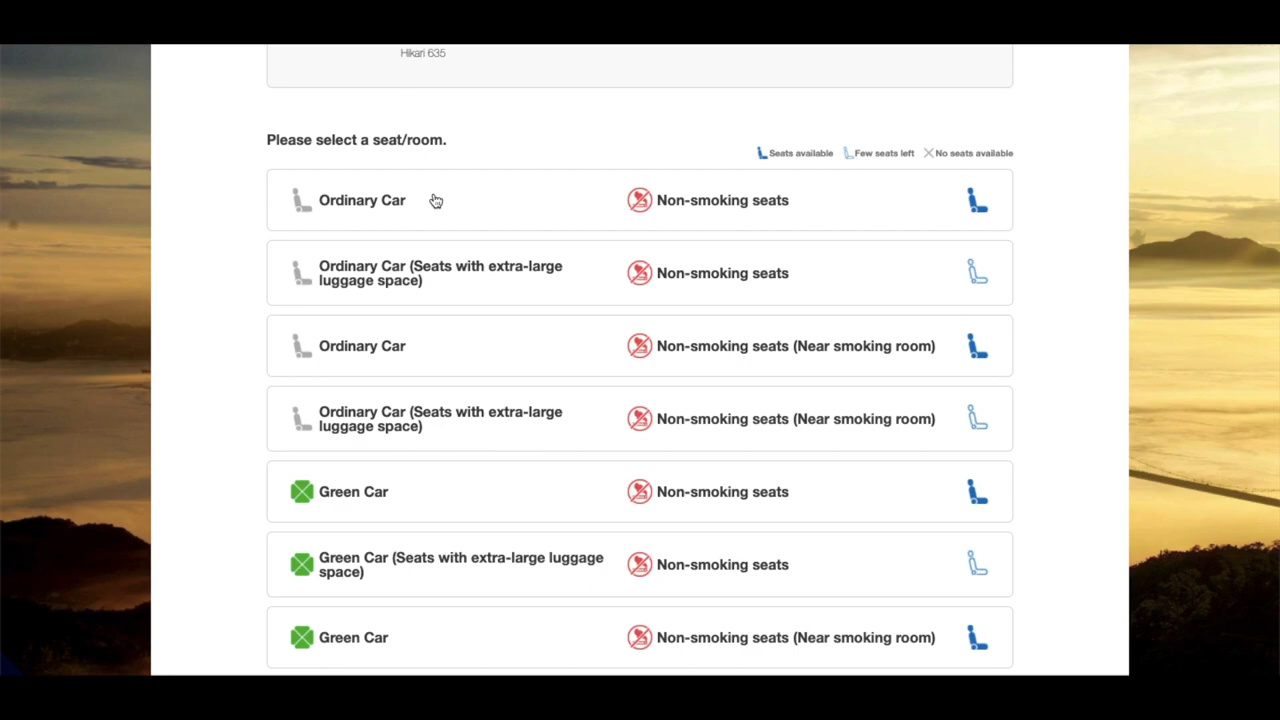 Hikari 635
Please select a seat/room.
Seats available Few seats left No seats available
Ordinary Car Non-smoking seats
Ordinary Car (Seats with extra-large
luggage space) Non-smoking seats
Ordinary Car Non-smoking seats (Near smoking room)
Ordinary Car (Seats with extra-large
luggage space) Non-smoking seats (Near smoking room)
Green Car Non-smoking seats
Green Car (Seats with extra-large luggage
space) Non-smoking seats
Green Car Non-smoking seats (Near smoking room)